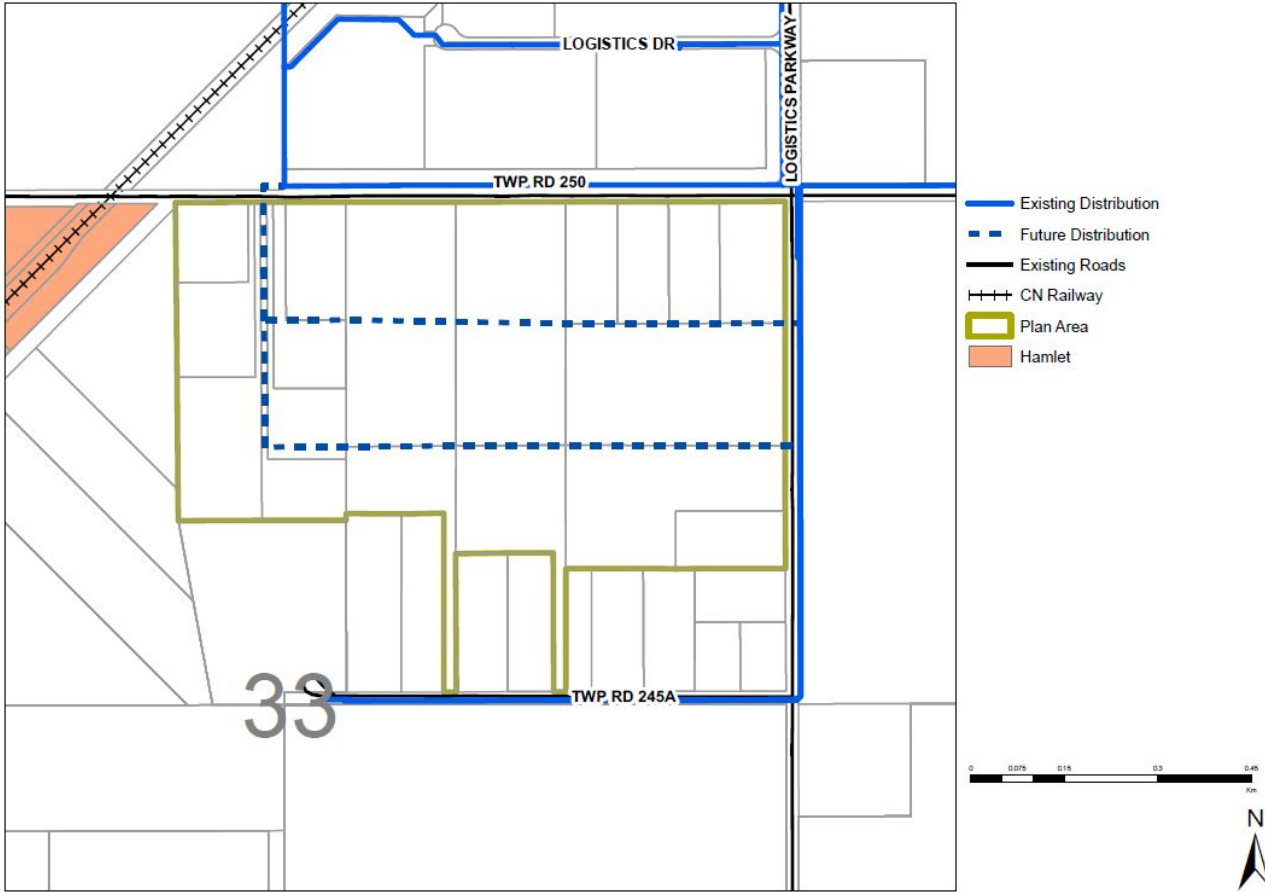 LOGISTICS DR
LOGISTICS PARKWAY
TWP RD 250
Existing Distribution
Future Distribution
Existing Roads
CN Railway
Plan Area
Hamlet
33
TWP RD 245A
0 0.075 0.15 0.3 0.45
Km
N